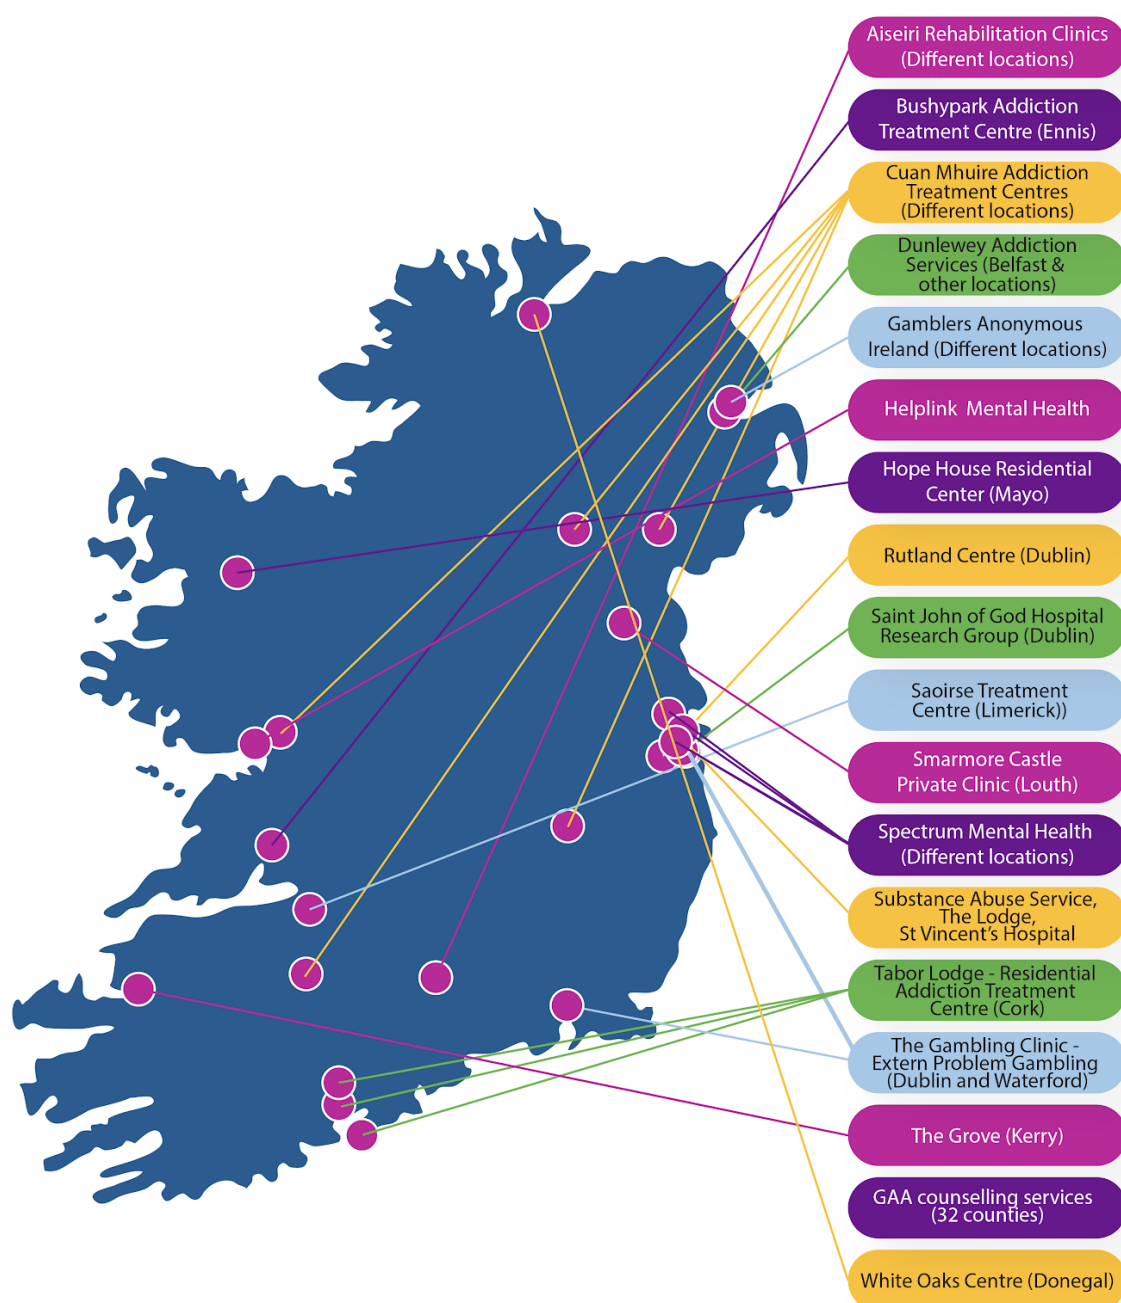 Aiseiri Rehabilitation Clinics
(Different locations)
Bushypark Addiction
Treatment Centre (Ennis)
Cuan Mhuire Addiction
Treatment Centres
(Different locations)
Dunlewey Addiction
Services (Belfast &
other locations)
Gamblers Anonymous
Ireland (Different locations)
Helplink Mental Health
Hope House Residential
Center (Mayo)
Rutland Centre (Dublin)
Saint John of God Hospital
Research Group (Dublin)
Saoirse Treatment
Centre (Limerick))
Smarmore Castle
Private Clinic (Louth)
Spectrum Mental Health
(Different locations)
Substance Abuse Service,
The Lodge,
St Vincent's Hospital
Tabor Lodge - Residential
Addiction Treatment
Centre (Cork)
The Gambling Clinic -
Extern Problem Gambling
(Dublin and Waterford)
The Grove (Kerry)
GAA counselling services
(32 counties)
White Oaks Centre (Donegal)